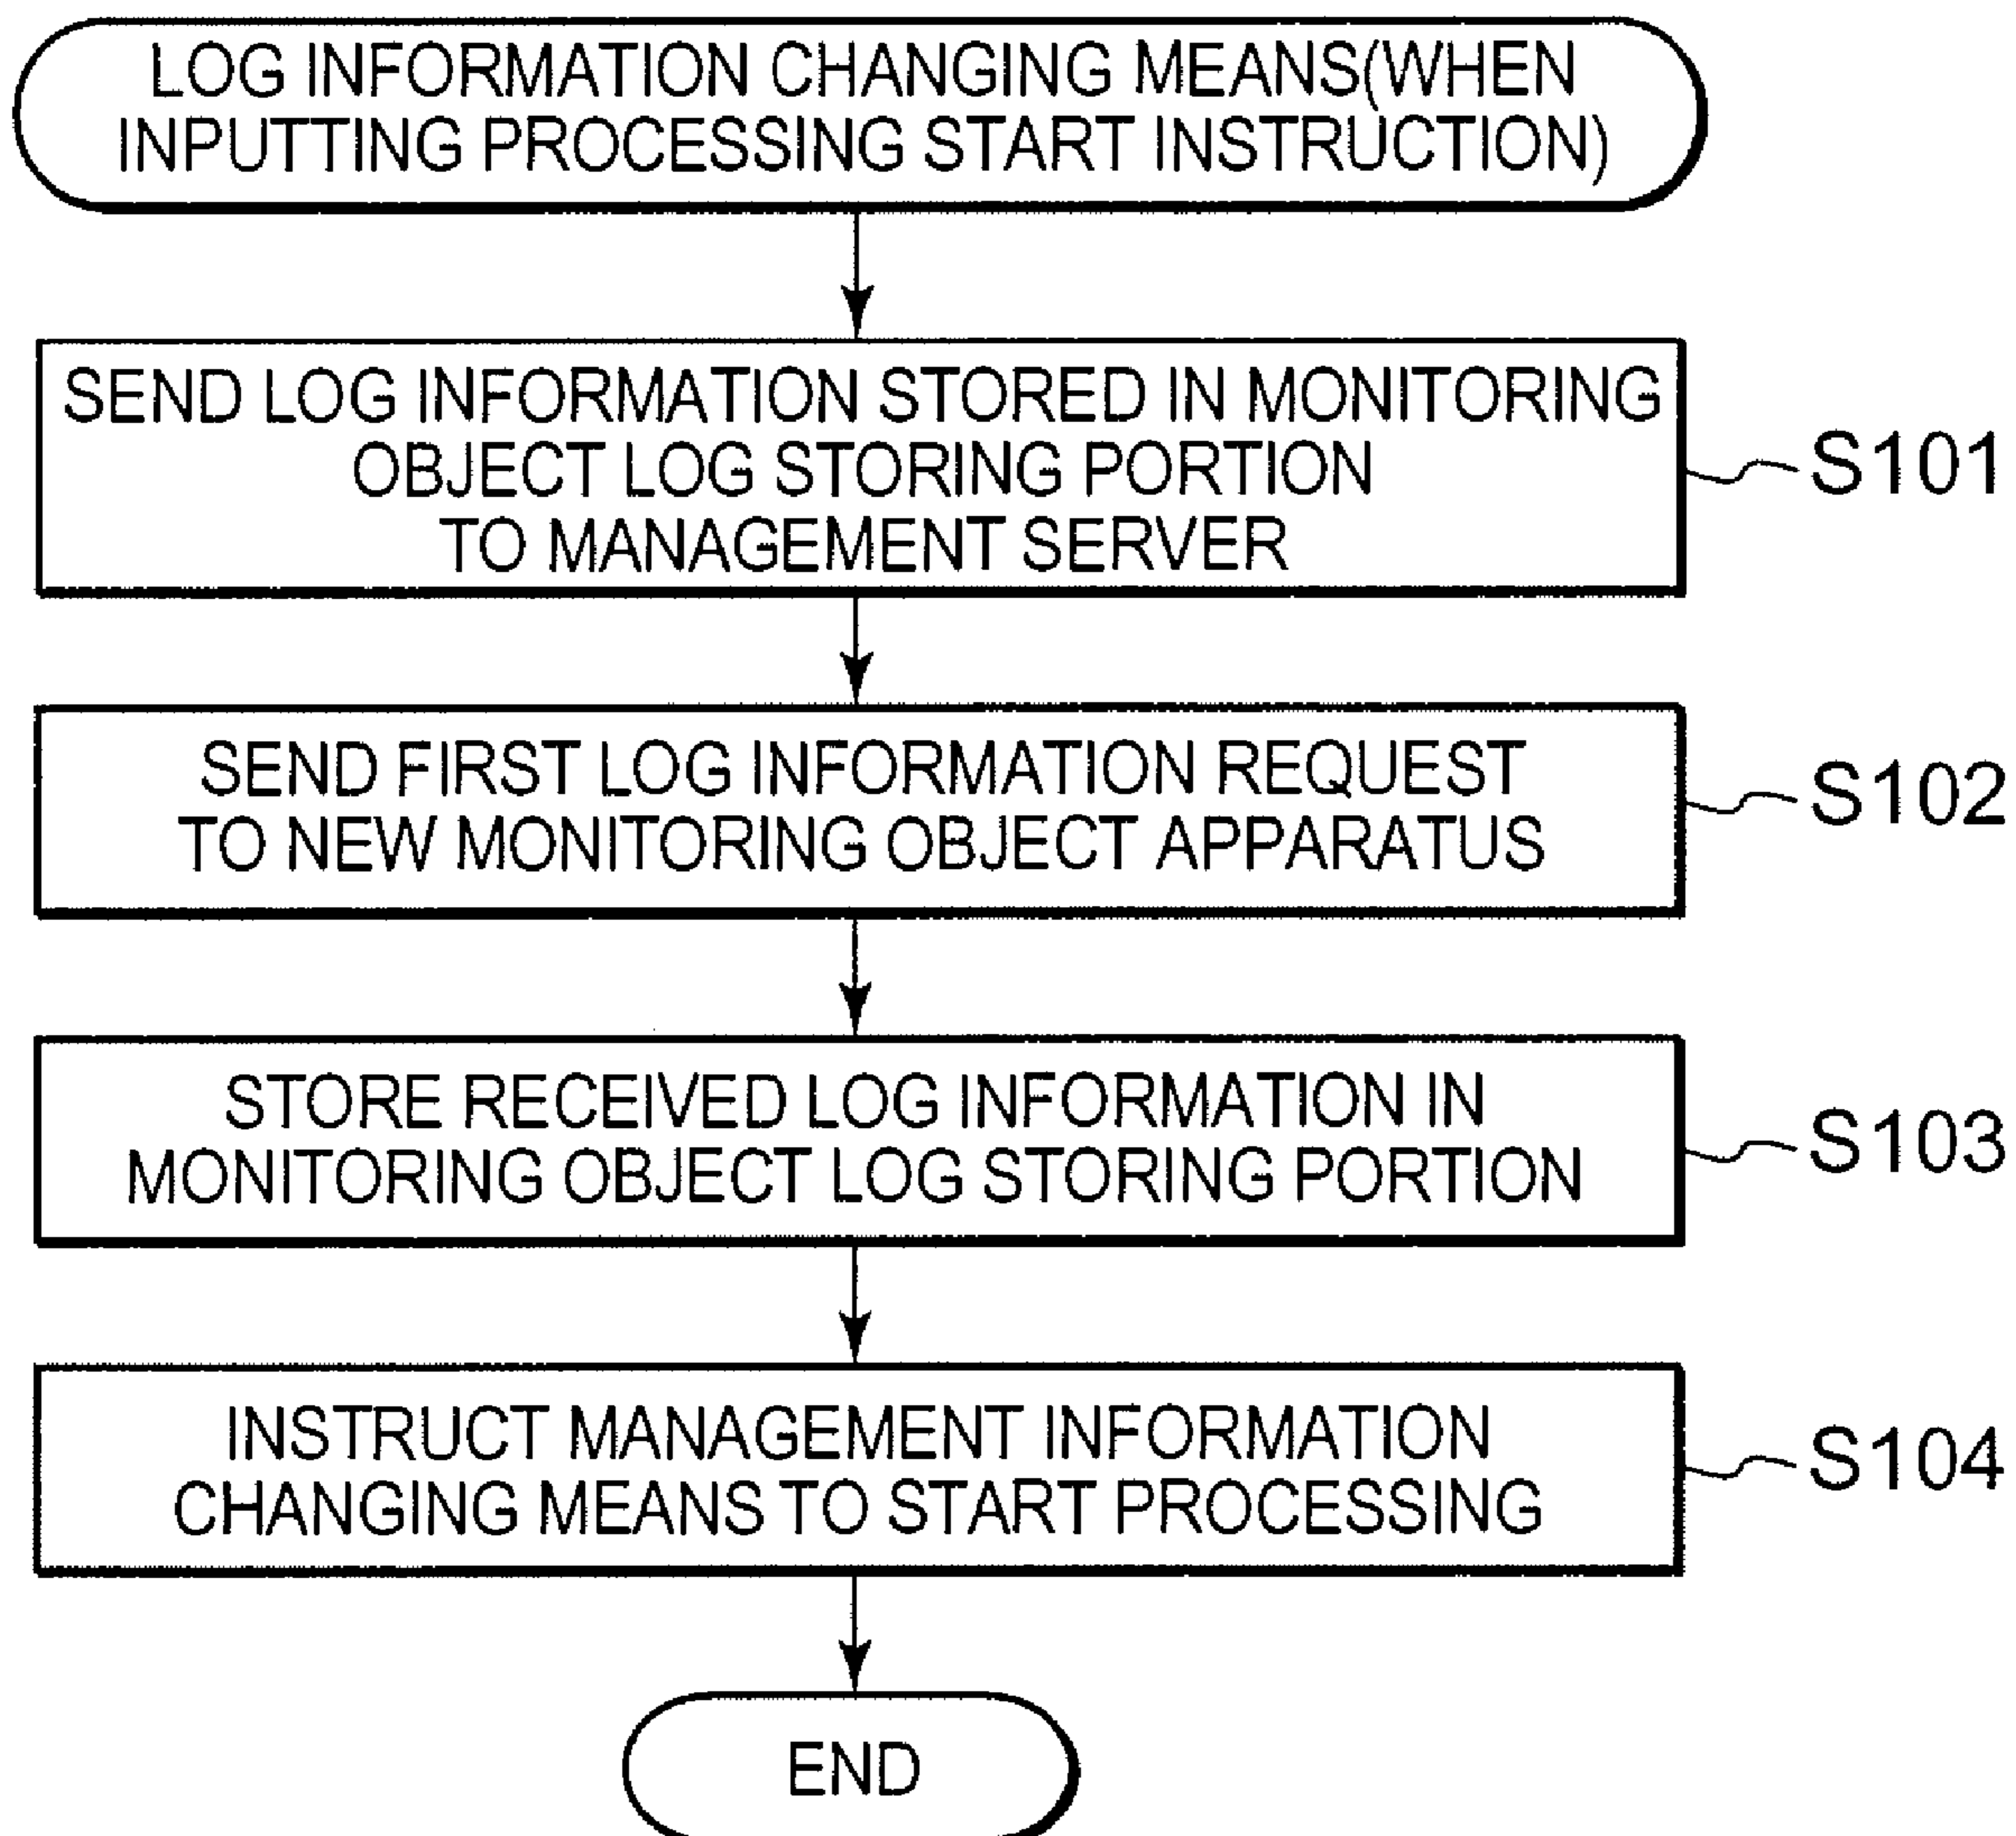 LOG INFORMATION CHANGING MEANS(WHEN
INPUTTING PROCESSING START INSTRUCTION)
SEND LOG INFORMATION STORED IN MONITORING
OBJECT LOG STORING PORTION
TO MANAGEMENT SERVER
S101
SEND FIRST LOG INFORMATION REQUEST
TO NEW MONITORING OBJECT APPARATUS
S102
STORE RECEIVED LOG INFORMATION IN
MONITORING OBJECT LOG STORING PORTION
S103
INSTRUCT MANAGEMENT INFORMATION
CHANGING MEANS TO START PROCESSING
S104
END